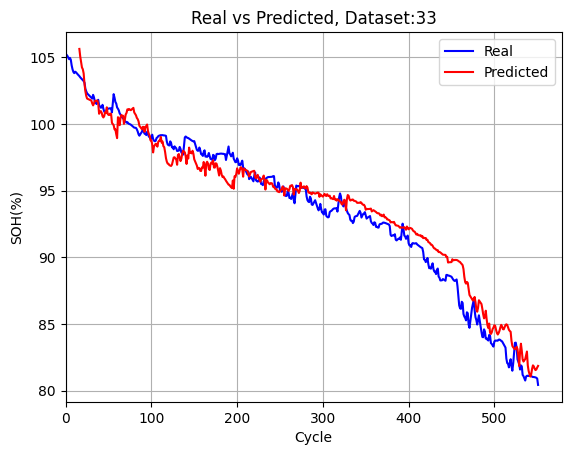 Real vs Predicted, Dataset:33
Real
Predicted
SOH(%)
105
100
95
90
85
80
0 100 200 300 400 500
Cycle